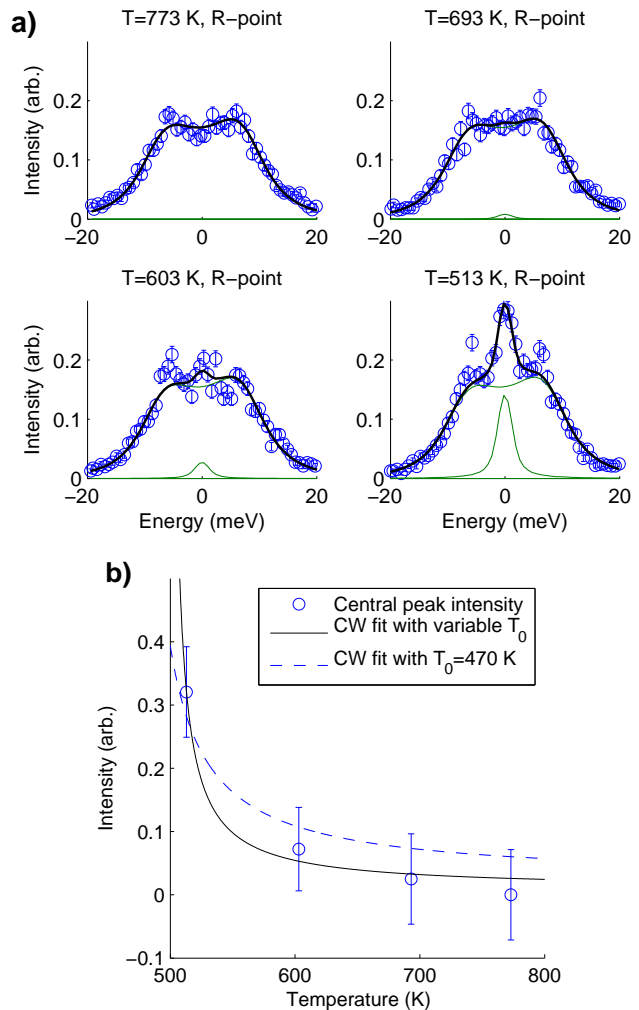 a)
T=773 K, R−point
T=693 K, R−point
Intensity (arb.)
0.2
0.1
0
−20 0 20
0.2
0.1
0
−20 0 20
T=603 K, R−point
T=513 K, R−point
Intensity (arb.)
0.2
0.1
0
−20 0 20
Energy (meV)
0.2
0.1
0
−20 0 20
Energy (meV)
b)
Central peak intensity
CW fit with variable T0
CW fit with T0=470 K
Intensity (arb.)
0.4
0.3
0.2
0.1
0
−0.1
500 600 700 800
Temperature (K)